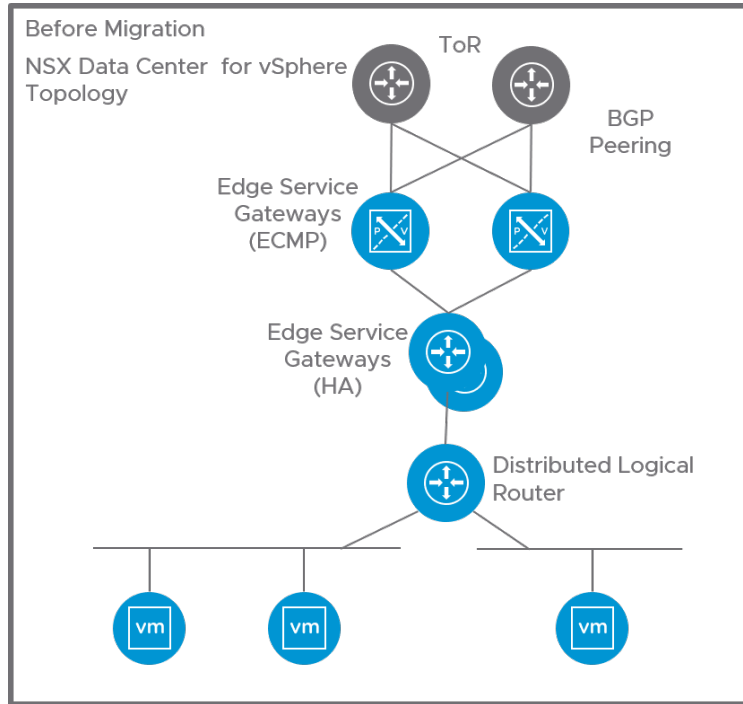 Before Migration
NSX Data Center for vSphere
Topology
ToR
BGP
Peering
Edge Service
Gateways
(ECMP)
P V
P V
Edge Service
Gateways
(HA)
Distributed Logical
Router
vm
vm
vm